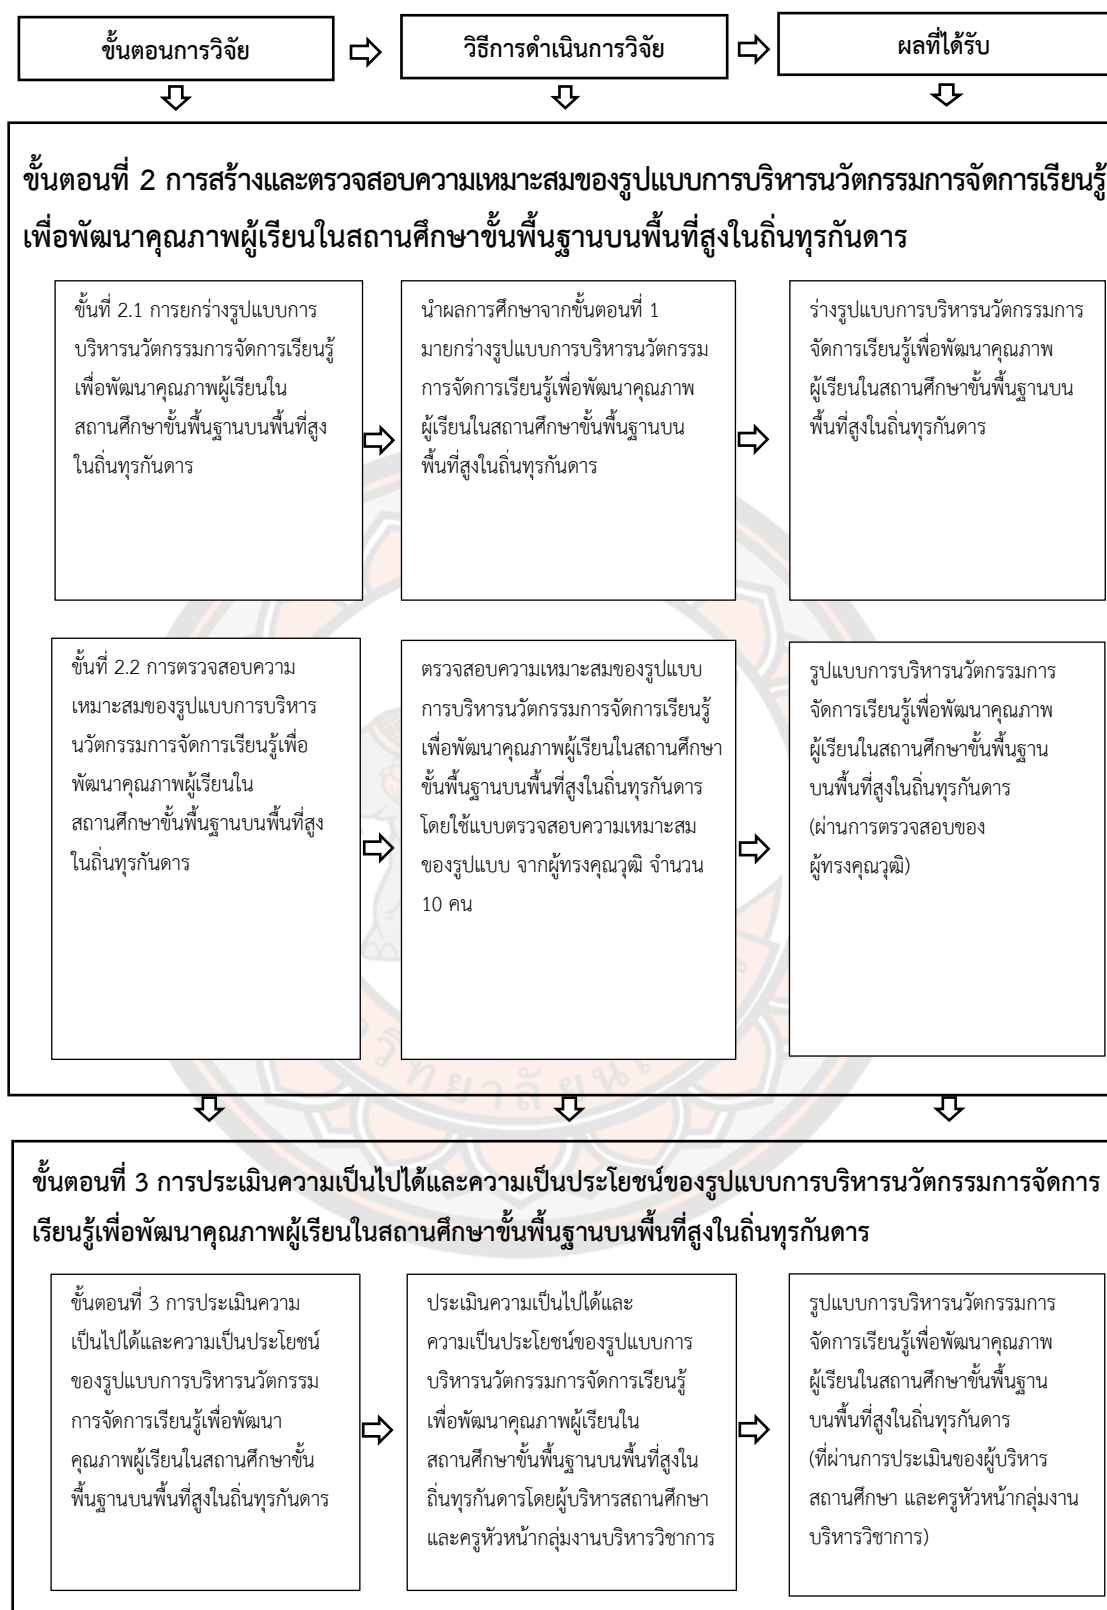 ขั้นตอนการวิจัย
วิธีการดำเนินการวิจัย
ผลที่ได้รับ
ขั้นตอนที่ 2 การสร้างและตรวจสอบความเหมาะสมของรูปแบบการบริหารนวัตกรรมการจัดการเรียนรู้
เพื่อพัฒนาคุณภาพผู้เรียนในสถานศึกษาขั้นพื้นฐานบนพื้นที่สูงในถิ่นทุรกันดาร
ขั้นที่ 2.1 การยกร่างรูปแบบการ
บริหารนวัตกรรมการจัดการเรียนรู้
เพื่อพัฒนาคุณภาพผู้เรียนใน
สถานศึกษาขั้นพื้นฐานบนพื้นที่สูง
ในถิ่นทุรกันดาร
นำผลการศึกษาจากขั้นตอนที่ 1
มายกร่างรูปแบบการบริหารนวัตกรรม
การจัดการเรียนรู้เพื่อพัฒนาคุณภาพ
ผู้เรียนในสถานศึกษาขั้นพื้นฐานบน
พื้นที่สูงในถิ่นทุรกันดาร
ร่างรูปแบบการบริหารนวัตกรรมการ
จัดการเรียนรู้เพื่อพัฒนาคุณภาพ
ผู้เรียนในสถานศึกษาขั้นพื้นฐานบน
พื้นที่สูงในถิ่นทุรกันดาร
ขั้นที่ 2.2 การตรวจสอบความ
เหมาะสมของรูปแบบการบริหาร
นวัตกรรมการจัดการเรียนรู้เพื่อ
พัฒนาคุณภาพผู้เรียนใน
สถานศึกษาขั้นพื้นฐานบนพื้นที่สูง
ในถิ่นทุรกันดาร
ตรวจสอบความเหมาะสมของรูปแบบ
การบริหารนวัตกรรมการจัดการเรียนรู้
เพื่อพัฒนาคุณภาพผู้เรียนในสถานศึกษา
ขั้นพื้นฐานบนพื้นที่สูงในถิ่นทุรกันดาร
โดยใช้แบบตรวจสอบความเหมาะสม
ของรูปแบบ จากผู้ทรงคุณวุฒิ จำนวน
10 คน
รูปแบบการบริหารนวัตกรรมการ
จัดการเรียนรู้เพื่อพัฒนาคุณภาพ
ผู้เรียนในสถานศึกษาขั้นพื้นฐาน
บนพื้นที่สูงในถิ่นทุรกันดาร
(ผ่านการตรวจสอบของ
ผู้ทรงคุณวุฒิ)
ขั้นตอนที่ 3 การประเมินความเป็นไปได้และความเป็นประโยชน์ของรูปแบบการบริหารนวัตกรรมการจัดการ
เรียนรู้เพื่อพัฒนาคุณภาพผู้เรียนในสถานศึกษาขั้นพื้นฐานบนพื้นที่สูงในถิ่นทุรกันดาร
ขั้นตอนที่ 3 การประเมินความ
เป็นไปได้และความเป็นประโยชน์
ของรูปแบบการบริหารนวัตกรรม
การจัดการเรียนรู้เพื่อพัฒนา
คุณภาพผู้เรียนในสถานศึกษาขั้น
พื้นฐานบนพื้นที่สูงในถิ่นทุรกันดาร
ประเมินความเป็นไปได้และ
ความเป็นประโยชน์ของรูปแบบการ
บริหารนวัตกรรมการจัดการเรียนรู้
เพื่อพัฒนาคุณภาพผู้เรียนใน
สถานศึกษาขั้นพื้นฐานบนพื้นที่สูงใน
ถิ่นทุรกันดารโดยผู้บริหารสถานศึกษา
และครูหัวหน้ากลุ่มงานบริหารวิชาการ
รูปแบบการบริหารนวัตกรรมการ
จัดการเรียนรู้เพื่อพัฒนาคุณภาพ
ผู้เรียนในสถานศึกษาขั้นพื้นฐาน
บนพื้นที่สูงในถิ่นทุรกันดาร
(ที่ผ่านการประเมินของผู้บริหาร
สถานศึกษา และครูหัวหน้ากลุ่มงาน
บริหารวิชาการ)